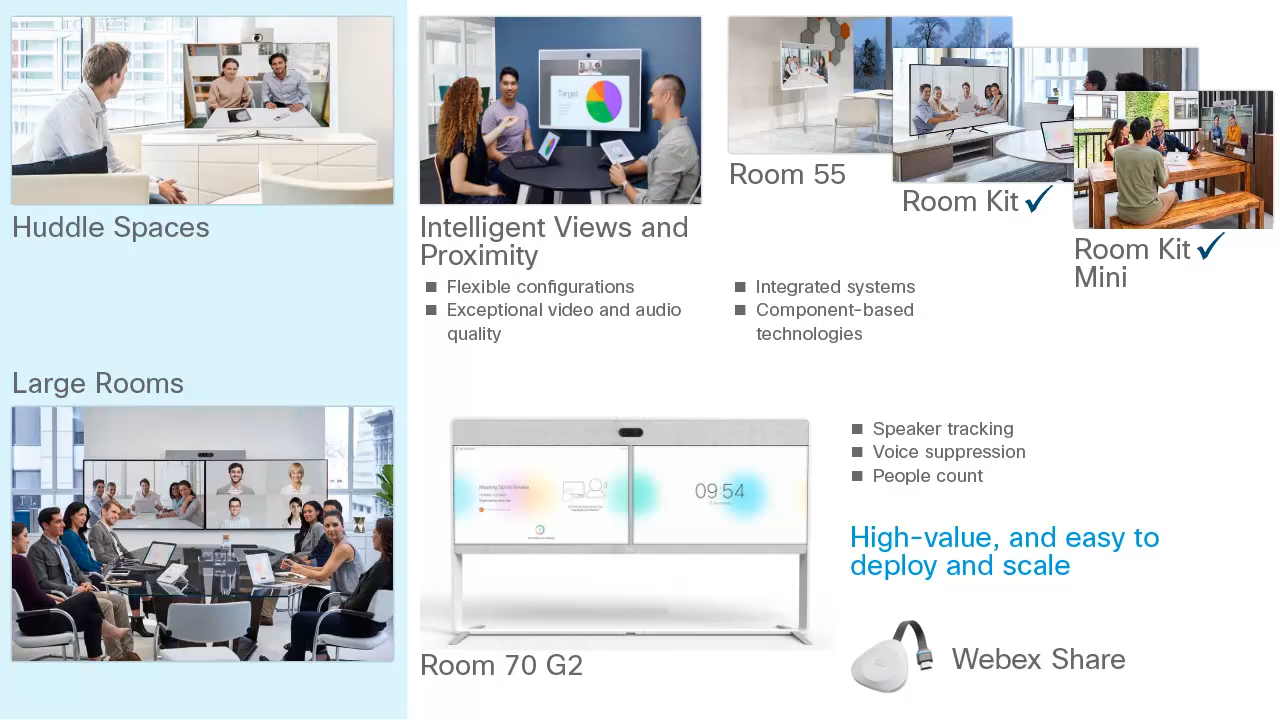 Huddle Spaces
Large Rooms
Target
Intelligent Views and
Proximity
■ Flexible configurations
■ Exceptional video and audio
quality
Room 55
Room Kit ✓
Room Kit ✓
Mini
■ Integrated systems
■ Component-based
technologies
09:54
Room 70 G2
■ Speaker tracking
■ Voice suppression
■ People count
High-value, and easy to
deploy and scale
Webex Share